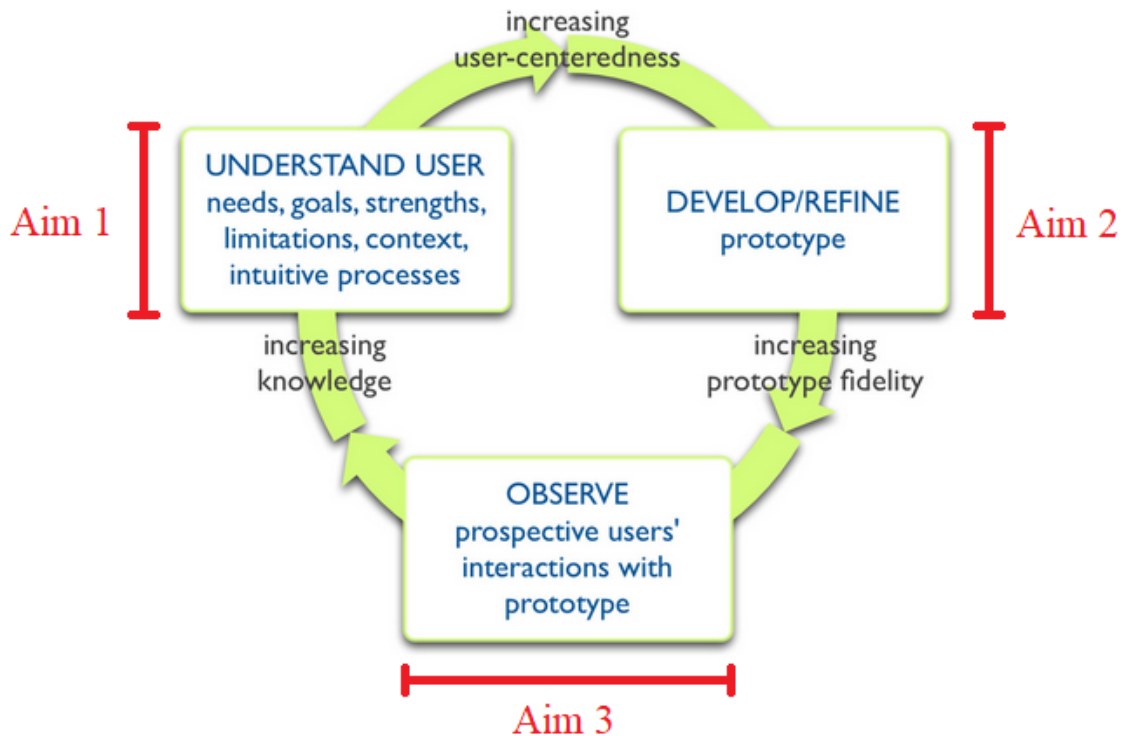 increasing
user-centeredness
Aim 1
UNDERSTAND USER
needs, goals, strengths,
limitations, context,
intuitive processes
DEVELOP/REFINE
prototype
Aim 2
increasing
knowledge
increasing
prototype fidelity
OBSERVE
prospective users'
interactions with
prototype
Aim 3